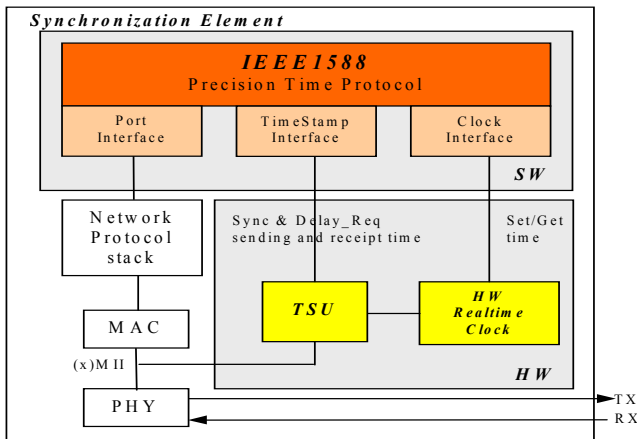 Synchronization Element
IEEE1588
Precision Time Protocol
Port
Interface
TimeStamp
Interface
Clock
Interface
SW
Network
Protocol
stack
Sync & Delay_Req
sending and receipt time
Set/Get
time
TSU
HW
Realtime
Clock
MAC
(x)MII
HW
PHY
TX
RX